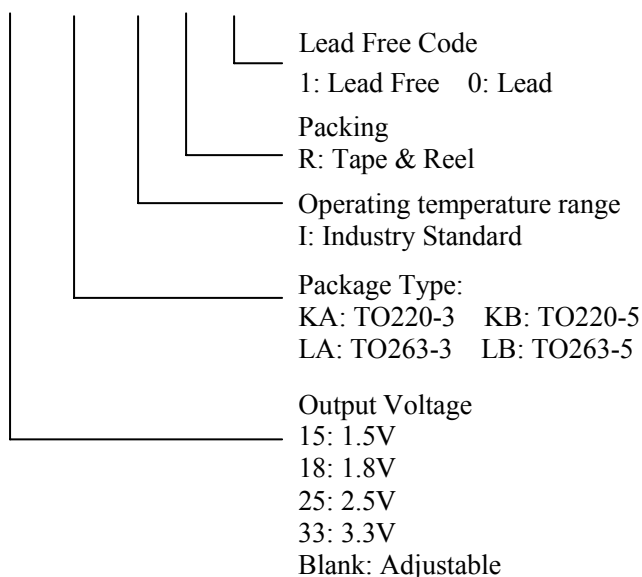 Lead Free Code
1: Lead Free 0: Lead
Packing
R: Tape & Reel
Operating temperature range
I: Industry Standard
Package Type:
KA: TO220-3 KB: TO220-5
LA: TO263-3 LB: TO263-5
Output Voltage
15: 1.5V
18: 1.8V
25: 2.5V
33: 3.3V
Blank: Adjustable